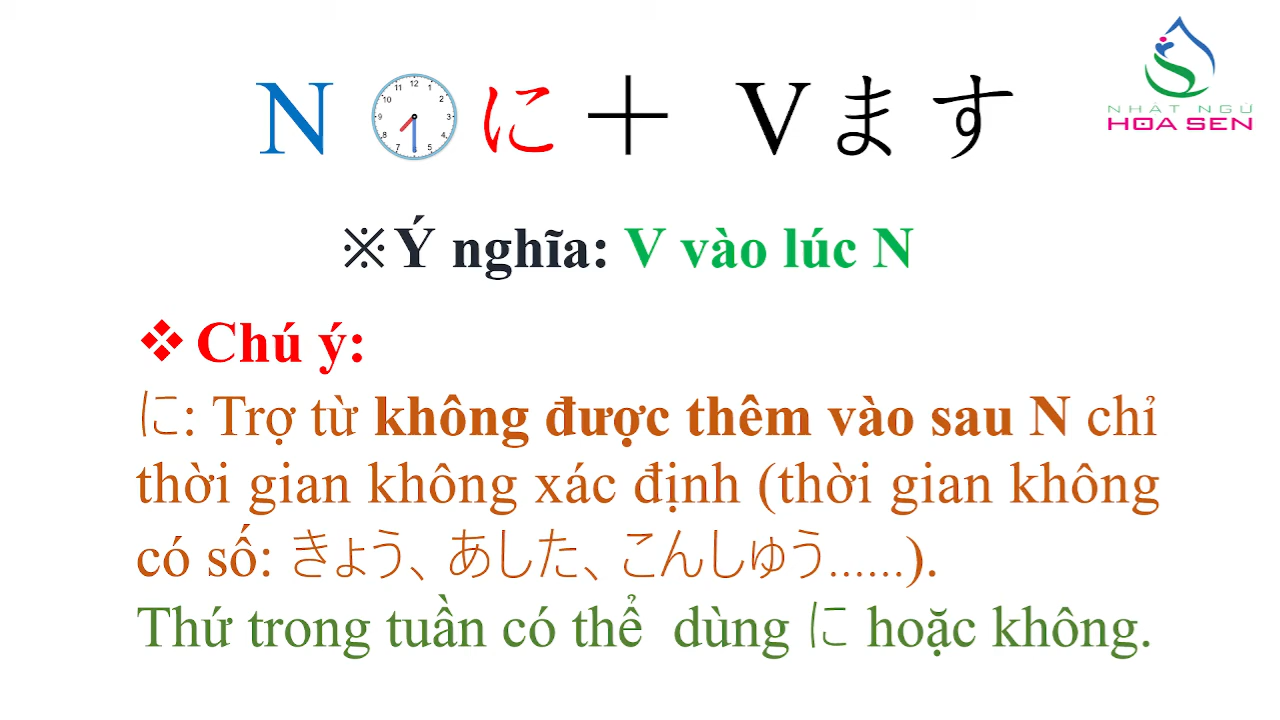 N に + Vます
NHẬT NGỮ
HOA SEN
※Ý nghĩa: V vào lúc N
❖ Chú ý:
に: Trợ từ không được thêm vào sau N chỉ
thời gian không xác định (thời gian không
có số: きょう、あした、こんしゅう......).
Thứ trong tuần có thể dùng に hoặc không.